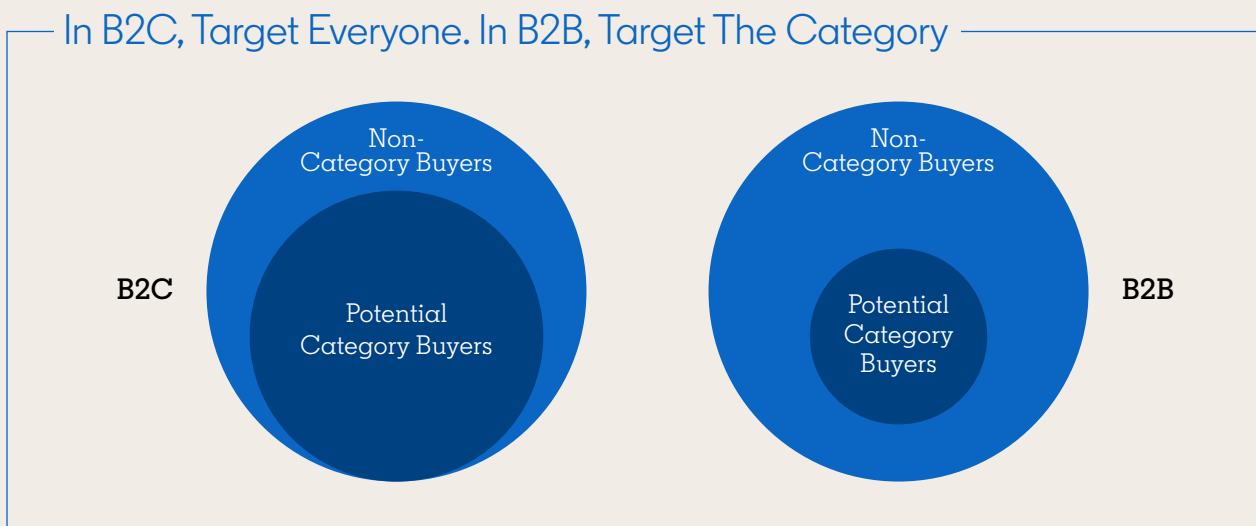 In B2C, Target Everyone. In B2B, Target The Category
Non-
Category Buyers
Potential
Category Buyers
B2C
Non-
Category Buyers
Potential
Category
Buyers
B2B